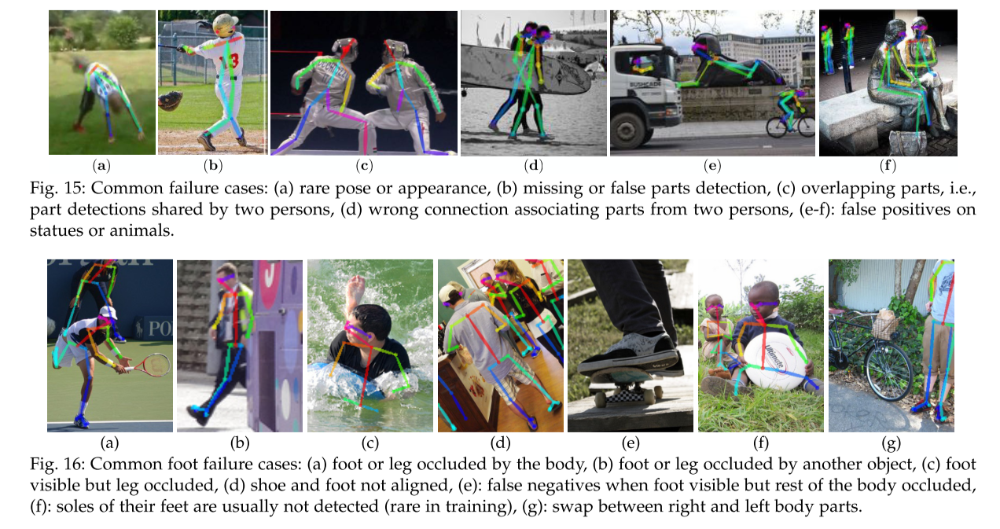 13
BUSHCADE
(a)
(b)
(c)
(d)
(e)
(f)
Fig. 15: Common failure cases: (a) rare pose or appearance, (b) missing or false parts detection, (c) overlapping parts, i.e.,
part detections shared by two persons, (d) wrong connection associating parts from two persons, (e-f): false positives on
statues or animals.
PO
Ultimate
(a)
(b)
(c)
(d)
(e)
(f)
(g)
Fig. 16: Common foot failure cases: (a) foot or leg occluded by the body, (b) foot or leg occluded by another object, (c) foot
visible but leg occluded, (d) shoe and foot not aligned, (e): false negatives when foot visible but rest of the body occluded,
(f): soles of their feet are usually not detected (rare in training), (g): swap between right and left body parts.